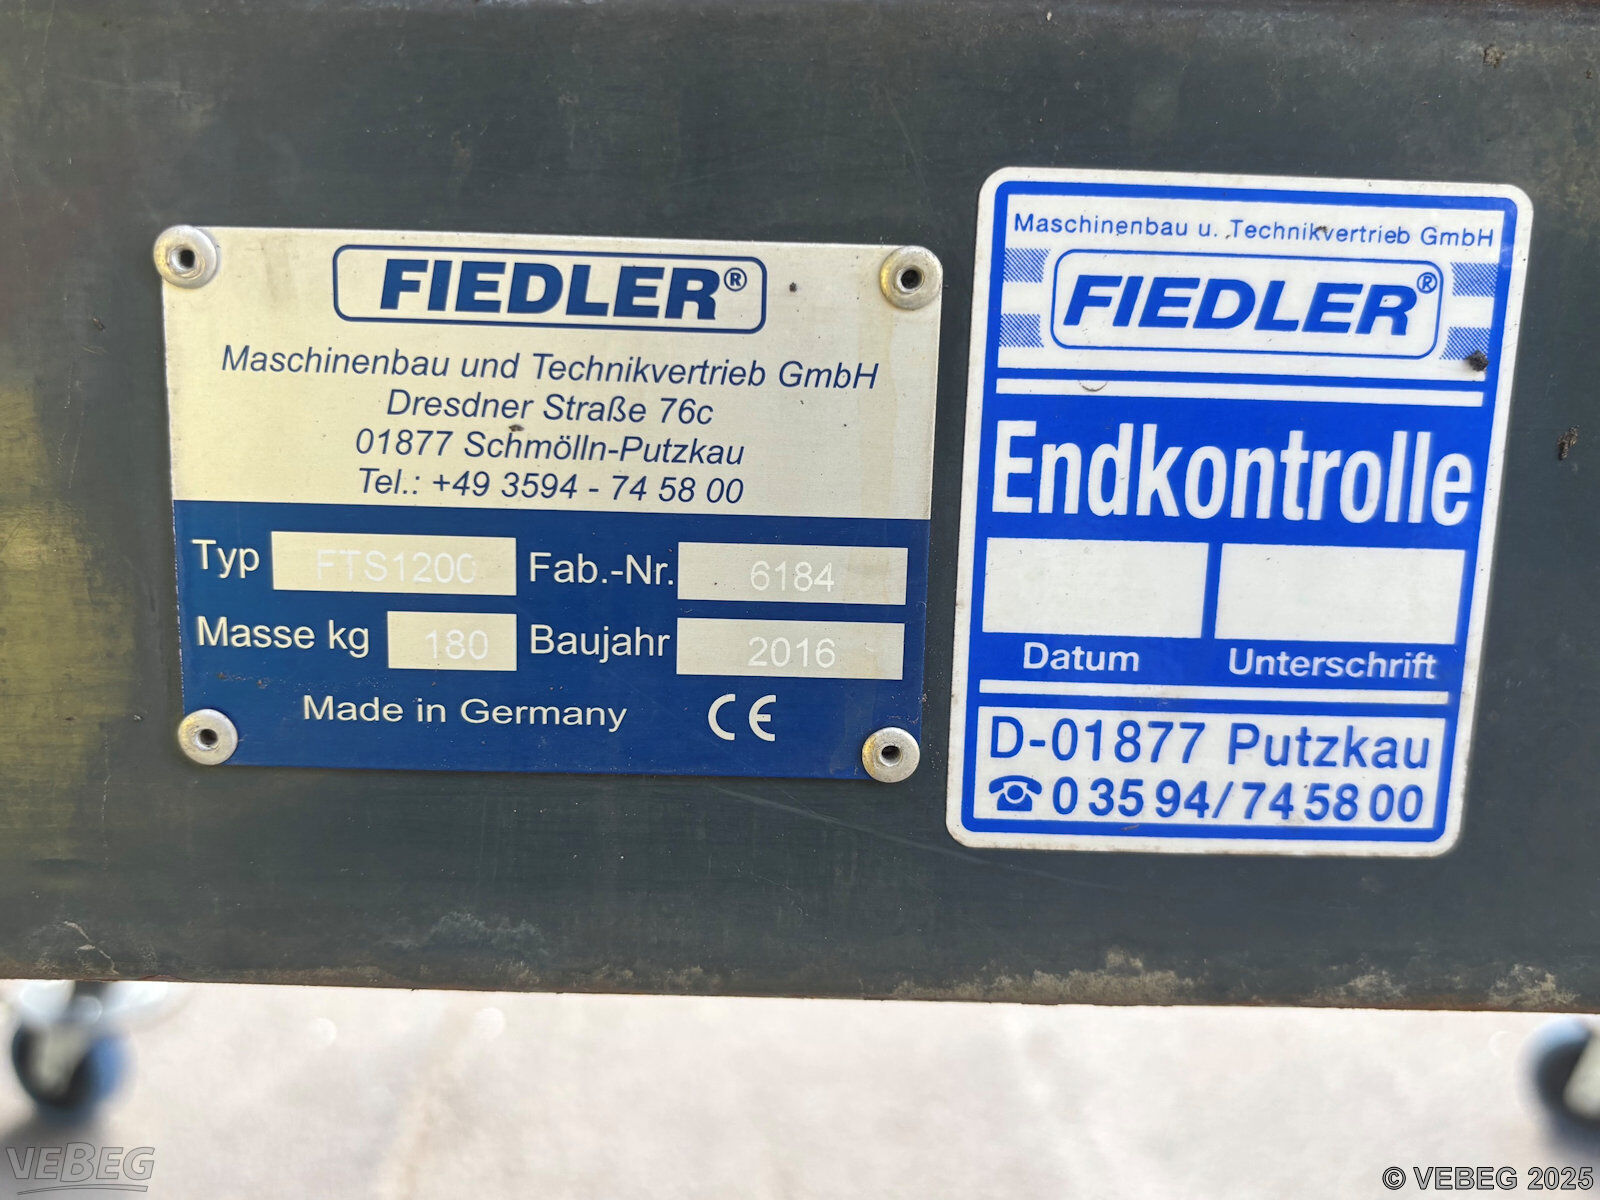 FIEDLER®
Maschinenbau und Technikvertrieb GmbH
Dresdner Straße 76c
01877 Schmölln-Putzkau
Tel.: +49 3594 - 74 58 00
Typ FTS1200 Fab.-Nr. 6184
Masse kg 180 Baujahr 2016
Made in Germany CE
Maschinenbau u. Technikvertrieb GmbH
FIEDLER®
Endkontrolle
Datum Unterschrift
D-01877 Putzkau
☎ 03594/745800
VEBEG
© VEBEG 2025